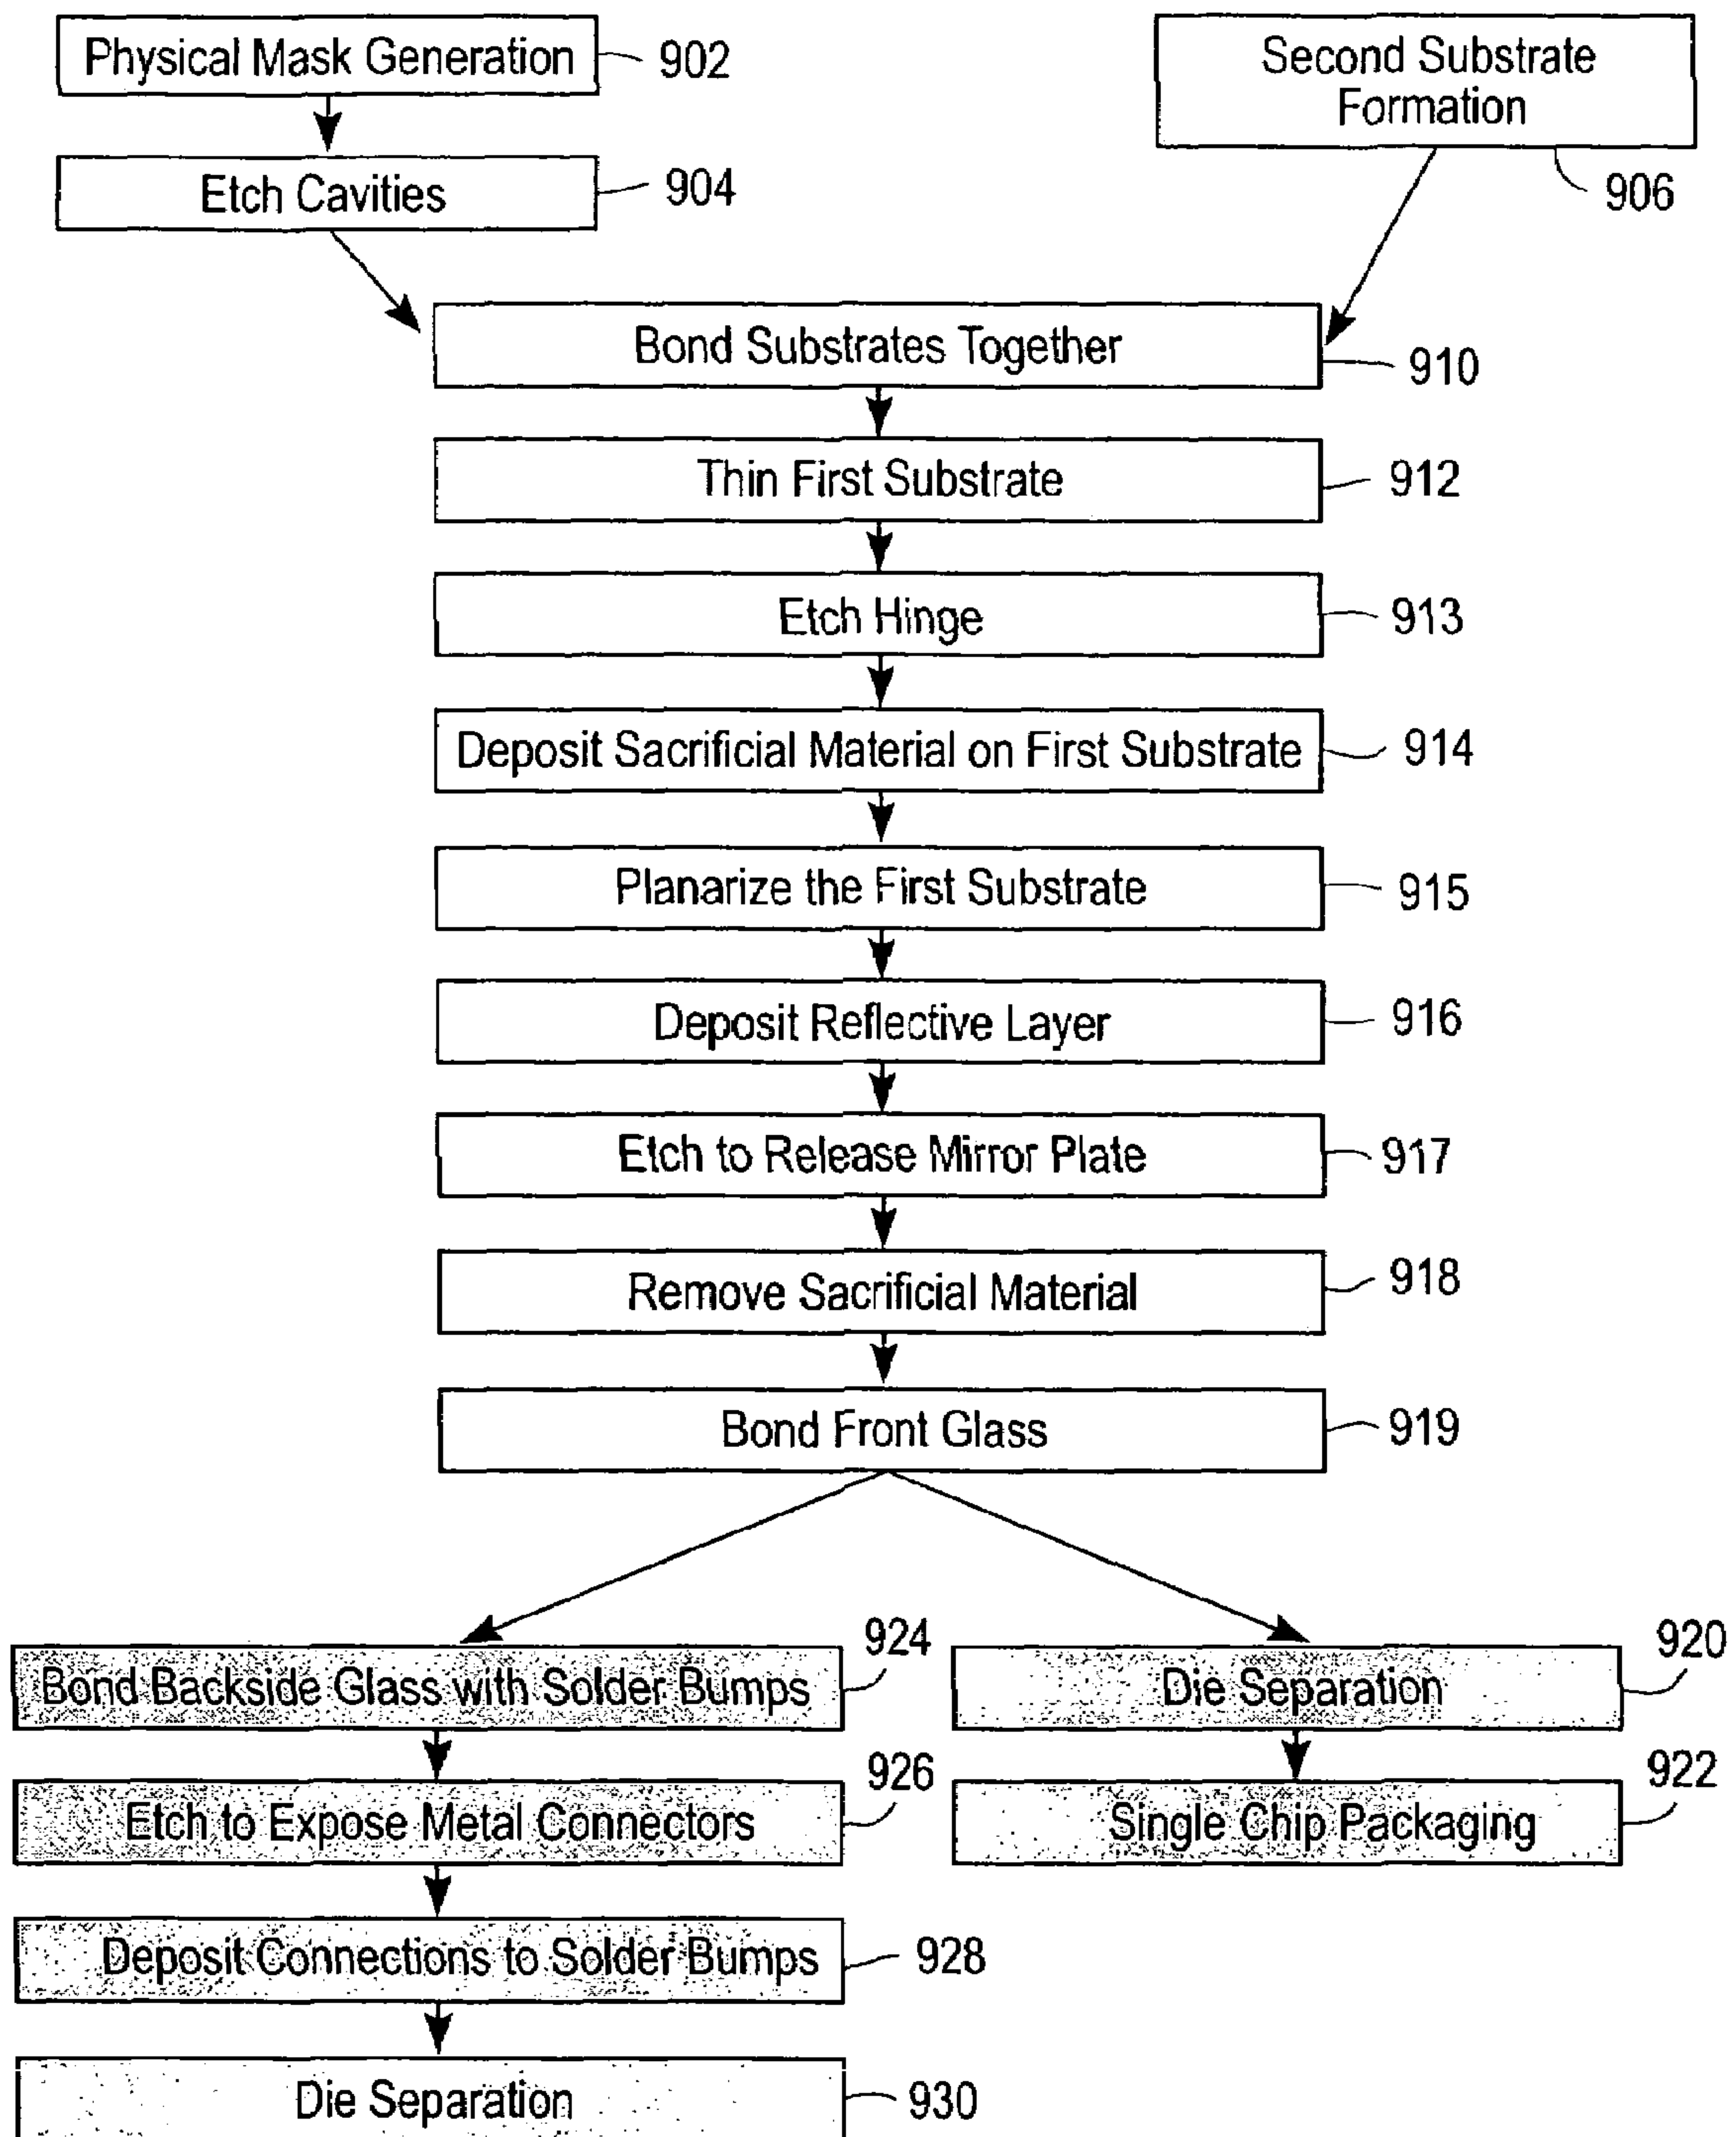 Physical Mask Generation
902
Second Substrate
Formation
906
Etch Cavities
904
Bond Substrates Together
910
Thin First Substrate
912
Etch Hinge
913
Deposit Sacrificial Material on First Substrate
914
Planarize the First Substrate
915
Deposit Reflective Layer
916
Etch to Release Mirror Plate
917
Remove Sacrificial Material
918
Bond Front Glass
919
Bond Backside Glass with Solder Bumps
924
Etch to Expose Metal Connectors
926
Deposit Connections to Solder Bumps
928
Die Separation
930
Die Separation
920
Single Chip Packaging
922